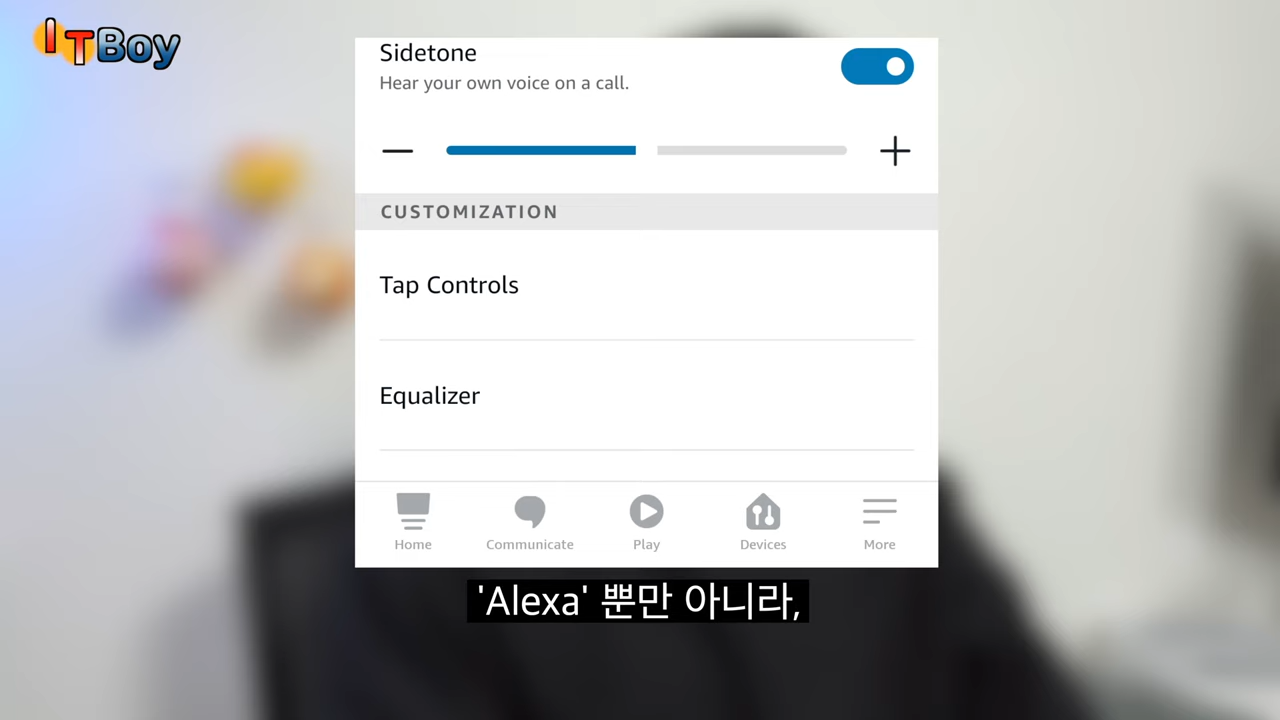 ITBoy
Sidetone
Hear your own voice on a call.
CUSTOMIZATION
Tap Controls
Equalizer
Home
Communicate
Play
Devices
More
'Alexa' 뿐만 아니라,